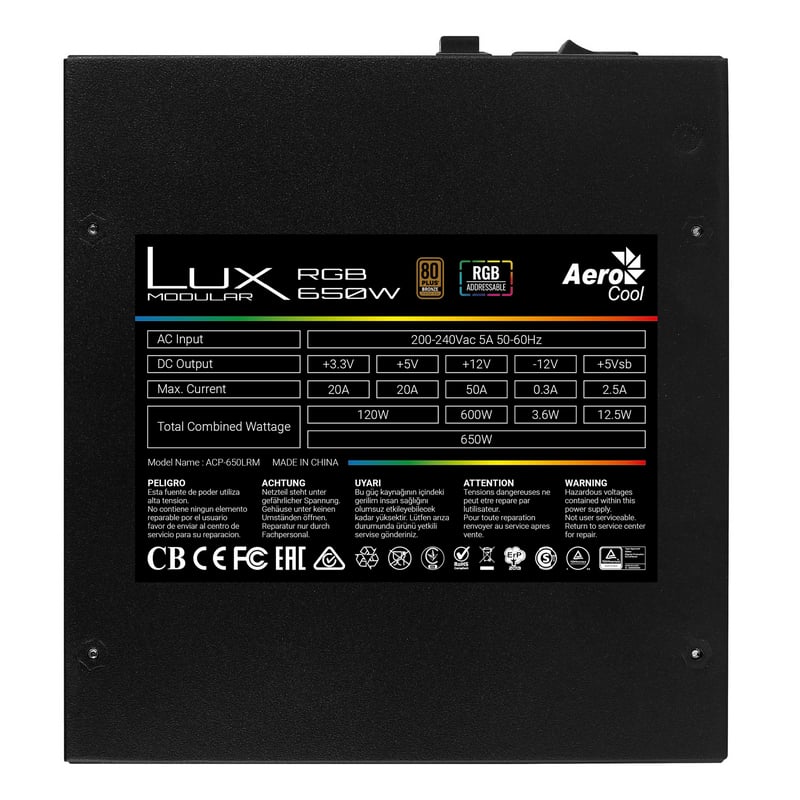 Lux RGB
MODULAR 650W
80 PLUS BRONZE
RGB ADDRESSABLE
Aero Cool
AC Input 200-240Vac 5A 50-60Hz
DC Output +3.3V +5V +12V -12V +5Vsb
Max. Current 20A 20A 50A 0.3A 2.5A
Total Combined Wattage 120W 600W 3.6W 12.5W
650W
Model Name : ACP-650LRM MADE IN CHINA
PELIGRO
Esta fuente de poder utiliza
alta tension.
No contiene ningun elemento
reparable por el usuario
favor de enviar al centro de
servicio para su reparacion.
ACHTUNG
Netzteil steht unter
gefährlicher Spannung.
Gehäuse unter keinen
Umständen öffnen.
Reparatur nur durch
Fachpersonal.
UYARI
Bu güç kaynağının içindeki
gerilim insan sağlığını
olumsuz etkileyebilecek
kadar yüksektir. Lütfen arıza
durumunda ürünü yetkili
servise gönderiniz.
ATTENTION
Tensions dangereuses ne
peut etre repare par
lutilisateur.
Pour toute reparation
renvoyer au service apres
vente.
WARNING
Hazardous voltages
contained within this
power supply.
Not user serviceable.
Return to service center
for repair.
CB CE FC EAC RoHS Compliant ErP 2013 S